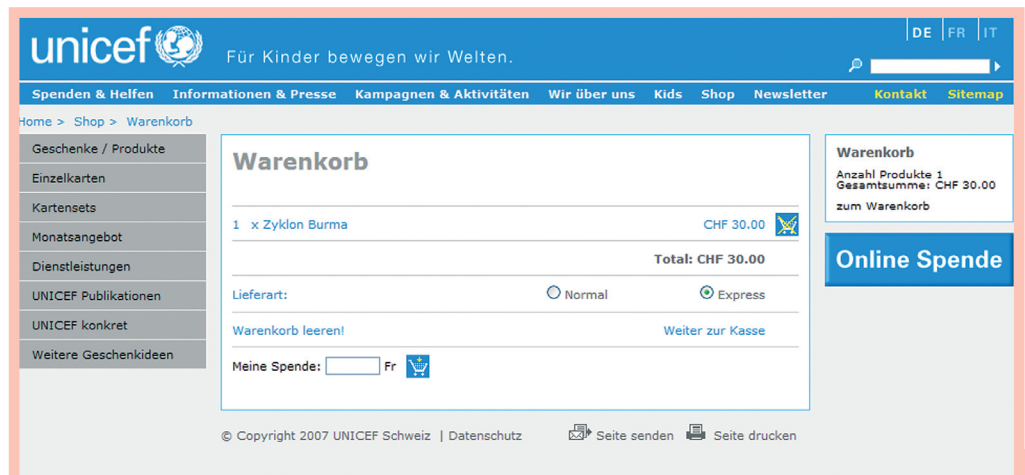 unicef
Für Kinder bewegen wir Welten.
DE FR IT
Spenden & Helfen Informationen & Presse Kampagnen & Aktivitäten Wir über uns Kids Shop Newsletter Kontakt Sitemap
Home > Shop > Warenkorb
Geschenke / Produkte
Einzelkarten
Kartensets
Monatsangebot
Dienstleistungen
UNICEF Publikationen
UNICEF konkret
Weitere Geschenkideen
Warenkorb
1 x Zyklon Burma CHF 30.00
Total: CHF 30.00
Lieferart: Normal Express
Warenkorb leeren! Weiter zur Kasse
Meine Spende: Fr
Warenkorb
Anzahl Produkte 1
Gesamtsumme: CHF 30.00
zum Warenkorb
Online Spende
© Copyright 2007 UNICEF Schweiz | Datenschutz Seite senden Seite drucken